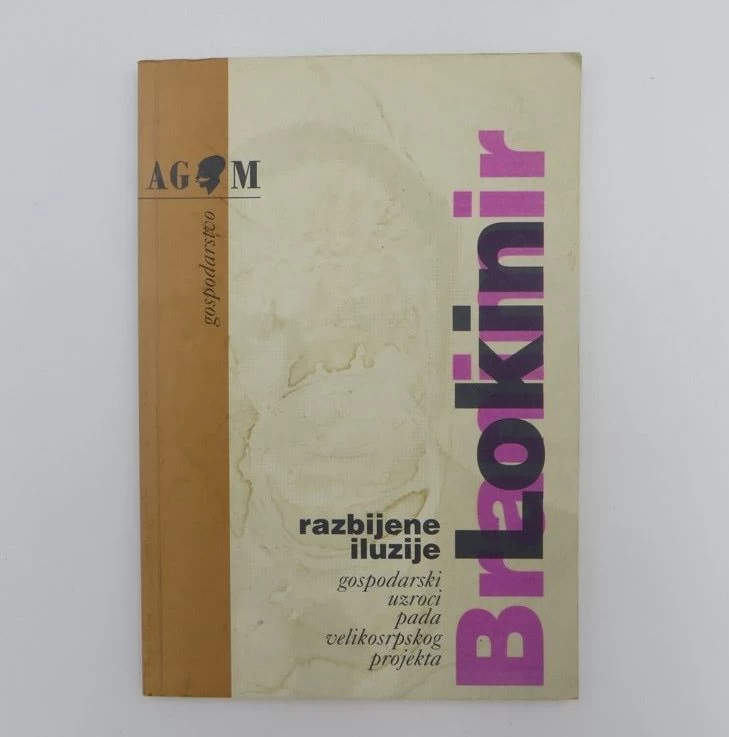 AGM
gospodarstvo
Branimir
Lokin
razbijene
iluzije
gospodarski
uzroci
pada
velikosrpskog
projekta